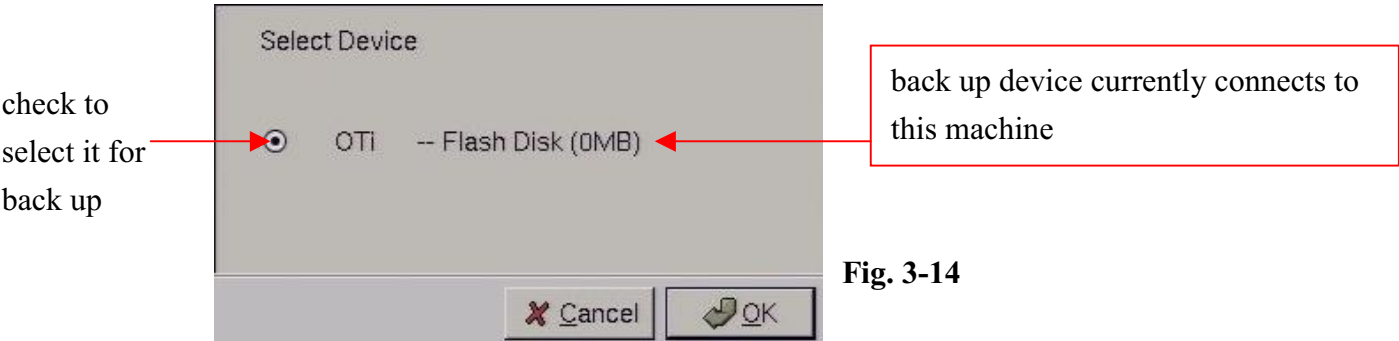 Select Device
check to
select it for
back up
OTi -- Flash Disk (0MB)
back up device currently connects to
this machine
Cancel
OK
Fig. 3-14